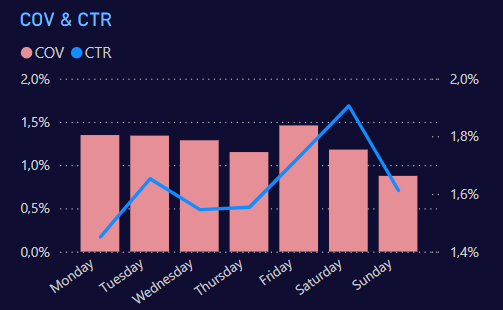 COV & CTR
COV CTR
2,0% 2,0%
1,5% 1,8%
1,0% 1,6%
0,5%
0,0% 1,4%
Monday Tuesday Wednesday Thursday Friday Saturday Sunday